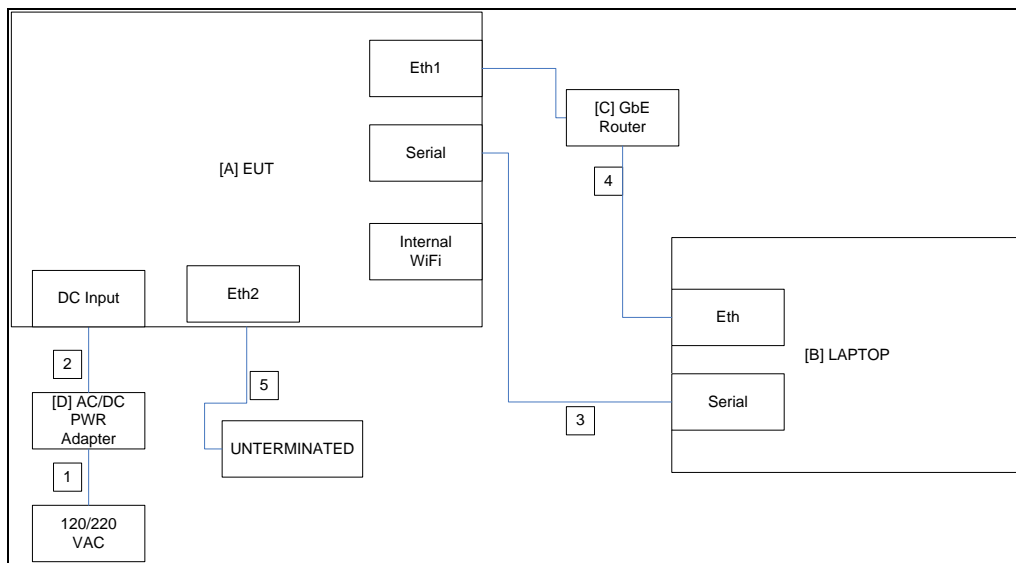 Eth1
[C] GbE
Router
Serial
[A] EUT
4
Internal
WiFi
DC Input
Eth2
Eth
2
[B] LAPTOP
5
[D] AC/DC
PWR
Adapter
Serial
3
UNTERMINATED
1
120/220
VAC